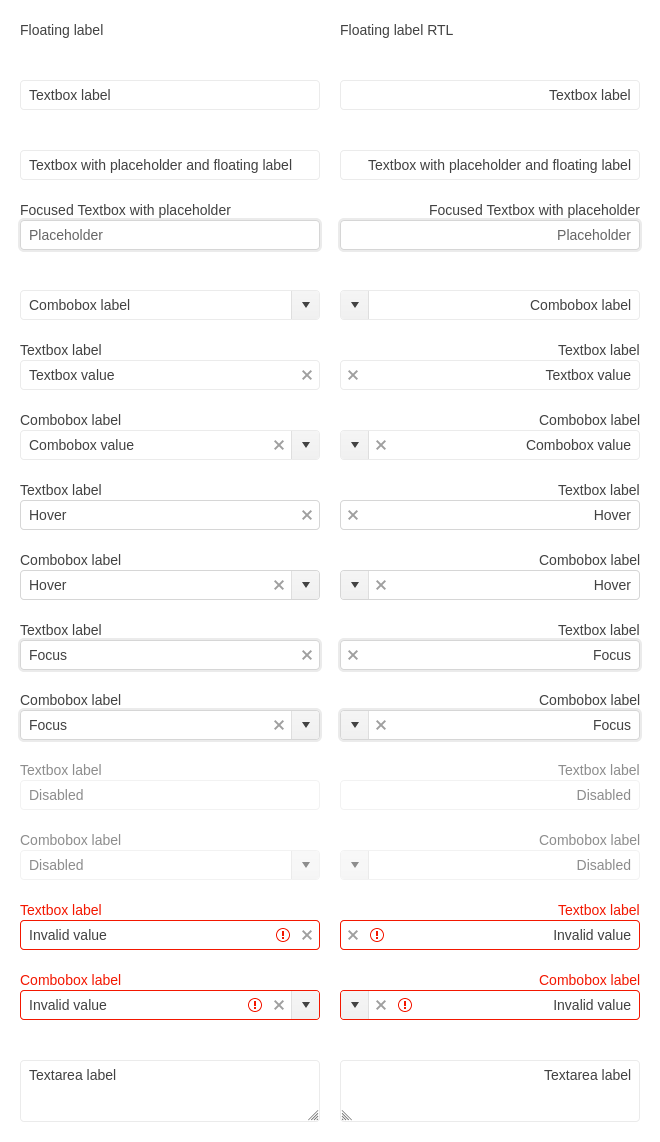 Floating label
Floating label RTL
Textbox label
Textbox label
Textbox with placeholder and floating label
Textbox with placeholder and floating label
Focused Textbox with placeholder
Focused Textbox with placeholder
Placeholder
Placeholder
Combobox label
Combobox label
Textbox label
Textbox label
Textbox value
Textbox value
Combobox label
Combobox label
Combobox value
Combobox value
Textbox label
Textbox label
Hover
Hover
Combobox label
Combobox label
Hover
Hover
Textbox label
Textbox label
Focus
Focus
Combobox label
Combobox label
Focus
Focus
Textbox label
Textbox label
Disabled
Disabled
Combobox label
Combobox label
Disabled
Disabled
Textbox label
Textbox label
Invalid value
Invalid value
Combobox label
Combobox label
Invalid value
Invalid value
Textarea label
Textarea label